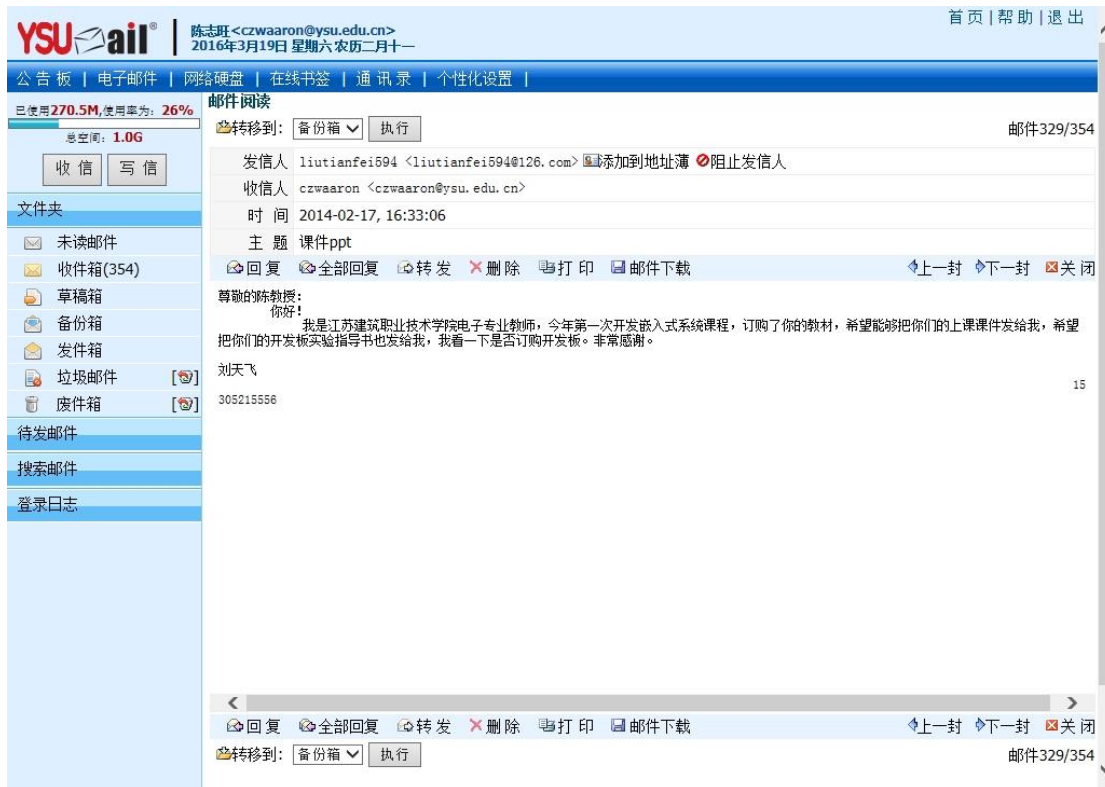 YSUMail®
陈志旺<czwaaron@ysu.edu.cn>
2016年3月19日 星期六 农历二月十一
首 页 | 帮 助 | 退 出
公 告 板 | 电子邮件 | 网络硬盘 | 在线书签 | 通 讯 录 | 个性化设置 |
已使用270.5M,使用率为: 26%
总空间: 1.0G
收 信 写 信
文件夹
未读邮件
收件箱(354)
草稿箱
备份箱
发件箱
垃圾邮件 []
废件箱 []
待发邮件
搜索邮件
登录日志
邮件阅读
转移到: 备份箱 执行 邮件329/354
发信人 liutianfei594 <liutianfei594@126.com> 添加到地址薄 阻止发信人
收信人 czwaaron <czwaaron@ysu.edu.cn>
时 间 2014-02-17, 16:33:06
主 题 课件ppt
回 复 全部回复 转 发 删 除 打 印 邮件下载 上一封 下一封 关 闭
尊敬的陈教授:
你好!
我是江苏建筑职业技术学院电子专业教师，今年第一次开发嵌入式系统课程，订购了你的教材，希望能够把你们的上课课件发给我，希望
把你们的开发板实验指导书也发给我，我看一下是否订购开发板。非常感谢。
刘天飞
15
305215556
回 复 全部回复 转 发 删 除 打 印 邮件下载 上一封 下一封 关 闭
转移到: 备份箱 执行 邮件329/354